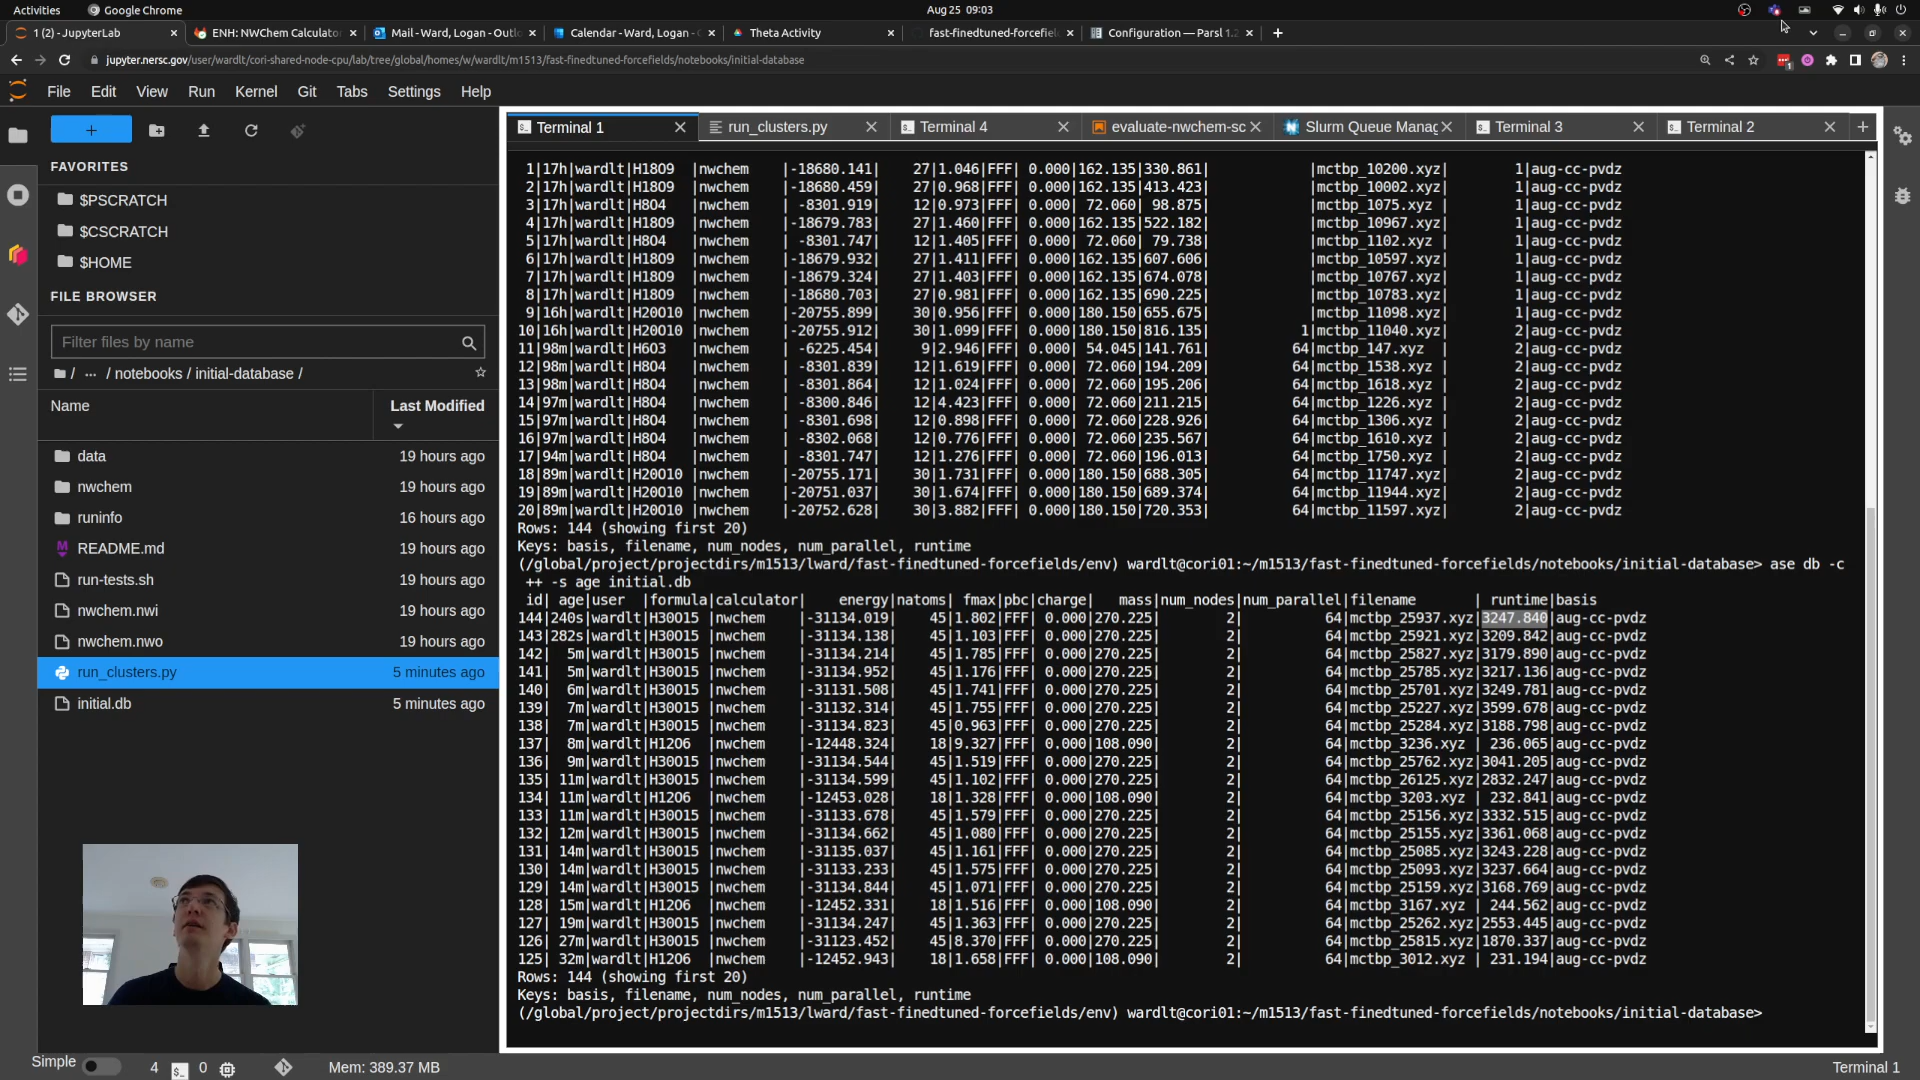 Activities
Google Chrome
Aug 25 09:03
1 (2) - JupyterLab
ENH: NWChem Calculator
Mail - Ward, Logan - Outlo
Calendar - Ward, Logan - O
Theta Activity
fast-finedtuned-forcefiel
Configuration — Parsl 1.2
jupyter.nersc.gov/user/wardlt/cori-shared-node-cpu/lab/tree/global/homes/w/wardlt/m1513/fast-finedtuned-forcefields/notebooks/initial-database
File Edit View Run Kernel Git Tabs Settings Help
FAVORITES
$PSCRATCH
$CSCRATCH
$HOME
FILE BROWSER
Filter files by name
/ ... / notebooks / initial-database /
Name Last Modified
data 19 hours ago
nwchem 19 hours ago
runinfo 16 hours ago
README.md 19 hours ago
run-tests.sh 19 hours ago
nwchem.nwi 19 hours ago
nwchem.nwo 19 hours ago
run_clusters.py 5 minutes ago
initial.db 5 minutes ago
Terminal 1
run_clusters.py
Terminal 4
evaluate-nwchem-sc
Slurm Queue Manag
Terminal 3
Terminal 2
1|17h|wardlt|H18O9 |nwchem |-18680.141| 27|1.046|FFF| 0.000|162.135|330.861| |mctbp_10200.xyz| 1|aug-cc-pvdz
2|17h|wardlt|H18O9 |nwchem |-18680.459| 27|0.968|FFF| 0.000|162.135|413.423| |mctbp_10002.xyz| 1|aug-cc-pvdz
3|17h|wardlt|H8O4 |nwchem | -8301.919| 12|0.973|FFF| 0.000| 72.060| 98.875| |mctbp_1075.xyz | 1|aug-cc-pvdz
4|17h|wardlt|H18O9 |nwchem |-18679.783| 27|1.460|FFF| 0.000|162.135|522.182| |mctbp_10967.xyz| 1|aug-cc-pvdz
5|17h|wardlt|H8O4 |nwchem | -8301.747| 12|1.405|FFF| 0.000| 72.060| 79.738| |mctbp_1102.xyz | 1|aug-cc-pvdz
6|17h|wardlt|H18O9 |nwchem |-18679.932| 27|1.411|FFF| 0.000|162.135|607.606| |mctbp_10597.xyz| 1|aug-cc-pvdz
7|17h|wardlt|H18O9 |nwchem |-18679.324| 27|1.403|FFF| 0.000|162.135|674.078| |mctbp_10767.xyz| 1|aug-cc-pvdz
8|17h|wardlt|H18O9 |nwchem |-18680.703| 27|0.981|FFF| 0.000|162.135|690.225| |mctbp_10783.xyz| 1|aug-cc-pvdz
9|16h|wardlt|H20O10 |nwchem |-20755.899| 30|0.956|FFF| 0.000|180.150|655.675| |mctbp_11098.xyz| 1|aug-cc-pvdz
10|16h|wardlt|H20O10 |nwchem |-20755.912| 30|1.099|FFF| 0.000|180.150|816.135| 1|mctbp_11040.xyz| 2|aug-cc-pvdz
11|98m|wardlt|H6O3 |nwchem | -6225.454| 9|2.946|FFF| 0.000| 54.045|141.761| 64|mctbp_147.xyz | 2|aug-cc-pvdz
12|98m|wardlt|H8O4 |nwchem | -8301.839| 12|1.619|FFF| 0.000| 72.060|194.209| 64|mctbp_1538.xyz | 2|aug-cc-pvdz
13|98m|wardlt|H8O4 |nwchem | -8301.864| 12|1.024|FFF| 0.000| 72.060|195.206| 64|mctbp_1618.xyz | 2|aug-cc-pvdz
14|97m|wardlt|H8O4 |nwchem | -8300.846| 12|4.423|FFF| 0.000| 72.060|211.215| 64|mctbp_1226.xyz | 2|aug-cc-pvdz
15|97m|wardlt|H8O4 |nwchem | -8301.698| 12|0.898|FFF| 0.000| 72.060|228.926| 64|mctbp_1306.xyz | 2|aug-cc-pvdz
16|97m|wardlt|H8O4 |nwchem | -8302.068| 12|0.776|FFF| 0.000| 72.060|235.567| 64|mctbp_1610.xyz | 2|aug-cc-pvdz
17|94m|wardlt|H8O4 |nwchem | -8301.747| 12|1.276|FFF| 0.000| 72.060|196.013| 64|mctbp_1750.xyz | 2|aug-cc-pvdz
18|89m|wardlt|H20O10 |nwchem |-20755.171| 30|1.731|FFF| 0.000|180.150|688.305| 64|mctbp_11747.xyz| 2|aug-cc-pvdz
19|89m|wardlt|H20O10 |nwchem |-20751.037| 30|1.674|FFF| 0.000|180.150|689.374| 64|mctbp_11944.xyz| 2|aug-cc-pvdz
20|89m|wardlt|H20O10 |nwchem |-20752.628| 30|3.882|FFF| 0.000|180.150|720.353| 64|mctbp_11597.xyz| 2|aug-cc-pvdz
Rows: 144 (showing first 20)
Keys: basis, filename, num_nodes, num_parallel, runtime
(/global/project/projectdirs/m1513/lward/fast-finedtuned-forcefields/env) wardlt@cori01:~/m1513/fast-finedtuned-forcefields/notebooks/initial-database> ase db -c
++ -s age initial.db
id| age|user |formula|calculator| energy|natoms| fmax|pbc|charge| mass|num_nodes|num_parallel|filename | runtime|basis
144|240s|wardlt|H30O15 |nwchem |-31134.019| 45|1.802|FFF| 0.000|270.225| 2| 64|mctbp_25937.xyz|3247.840|aug-cc-pvdz
143|282s|wardlt|H30O15 |nwchem |-31134.138| 45|1.103|FFF| 0.000|270.225| 2| 64|mctbp_25921.xyz|3209.842|aug-cc-pvdz
142| 5m|wardlt|H30O15 |nwchem |-31134.214| 45|1.785|FFF| 0.000|270.225| 2| 64|mctbp_25827.xyz|3179.890|aug-cc-pvdz
141| 5m|wardlt|H30O15 |nwchem |-31134.952| 45|1.176|FFF| 0.000|270.225| 2| 64|mctbp_25785.xyz|3217.136|aug-cc-pvdz
140| 6m|wardlt|H30O15 |nwchem |-31131.508| 45|1.741|FFF| 0.000|270.225| 2| 64|mctbp_25701.xyz|3249.781|aug-cc-pvdz
139| 7m|wardlt|H30O15 |nwchem |-31132.314| 45|1.755|FFF| 0.000|270.225| 2| 64|mctbp_25227.xyz|3599.678|aug-cc-pvdz
138| 7m|wardlt|H30O15 |nwchem |-31134.823| 45|0.963|FFF| 0.000|270.225| 2| 64|mctbp_25284.xyz|3188.798|aug-cc-pvdz
137| 8m|wardlt|H12O6 |nwchem |-12448.324| 18|9.327|FFF| 0.000|108.090| 2| 64|mctbp_3236.xyz | 236.065|aug-cc-pvdz
136| 9m|wardlt|H30O15 |nwchem |-31134.544| 45|1.519|FFF| 0.000|270.225| 2| 64|mctbp_25762.xyz|3041.205|aug-cc-pvdz
135| 11m|wardlt|H30O15 |nwchem |-31134.599| 45|1.102|FFF| 0.000|270.225| 2| 64|mctbp_26125.xyz|2832.247|aug-cc-pvdz
134| 11m|wardlt|H12O6 |nwchem |-12453.028| 18|1.328|FFF| 0.000|108.090| 2| 64|mctbp_3203.xyz | 232.841|aug-cc-pvdz
133| 11m|wardlt|H30O15 |nwchem |-31133.678| 45|1.579|FFF| 0.000|270.225| 2| 64|mctbp_25156.xyz|3332.515|aug-cc-pvdz
132| 12m|wardlt|H30O15 |nwchem |-31134.662| 45|1.080|FFF| 0.000|270.225| 2| 64|mctbp_25155.xyz|3361.068|aug-cc-pvdz
131| 14m|wardlt|H30O15 |nwchem |-31135.037| 45|1.161|FFF| 0.000|270.225| 2| 64|mctbp_25085.xyz|3243.228|aug-cc-pvdz
130| 14m|wardlt|H30O15 |nwchem |-31133.233| 45|1.575|FFF| 0.000|270.225| 2| 64|mctbp_25093.xyz|3237.664|aug-cc-pvdz
129| 14m|wardlt|H30O15 |nwchem |-31134.844| 45|1.071|FFF| 0.000|270.225| 2| 64|mctbp_25159.xyz|3168.769|aug-cc-pvdz
128| 15m|wardlt|H12O6 |nwchem |-12452.331| 18|1.516|FFF| 0.000|108.090| 2| 64|mctbp_3167.xyz | 244.562|aug-cc-pvdz
127| 19m|wardlt|H30O15 |nwchem |-31134.247| 45|1.363|FFF| 0.000|270.225| 2| 64|mctbp_25262.xyz|2553.445|aug-cc-pvdz
126| 27m|wardlt|H30O15 |nwchem |-31123.452| 45|8.370|FFF| 0.000|270.225| 2| 64|mctbp_25815.xyz|1870.337|aug-cc-pvdz
125| 32m|wardlt|H12O6 |nwchem |-12452.943| 18|1.658|FFF| 0.000|108.090| 2| 64|mctbp_3012.xyz | 231.194|aug-cc-pvdz
Rows: 144 (showing first 20)
Keys: basis, filename, num_nodes, num_parallel, runtime
(/global/project/projectdirs/m1513/lward/fast-finedtuned-forcefields/env) wardlt@cori01:~/m1513/fast-finedtuned-forcefields/notebooks/initial-database>
Simple 4 0 Mem: 389.37 MB Terminal 1